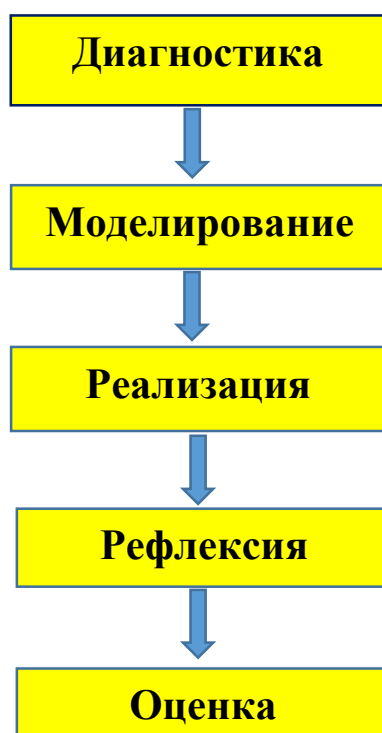 Диагностика
Моделирование
Реализация
Рефлексия
Оценка